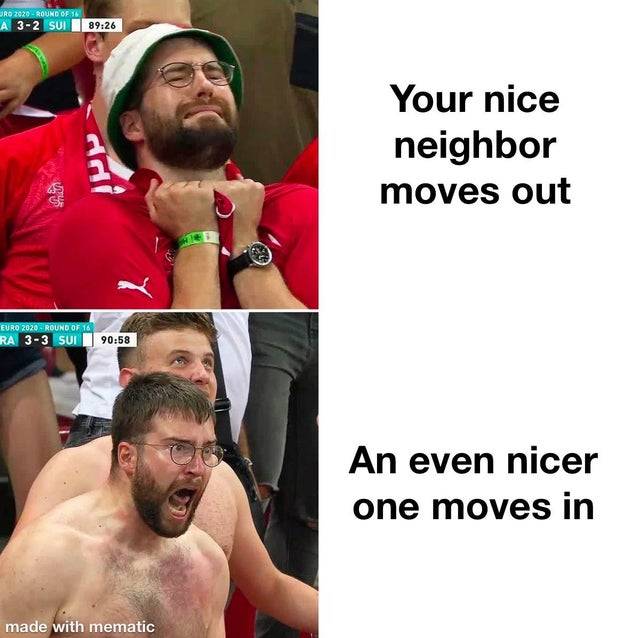 URO 2020 - ROUND OF 16
A 3-2 SUI 89:26
Your nice
neighbor
moves out
EURO 2020 - ROUND OF 16
RA 3-3 SUI 90:58
An even nicer
one moves in
made with mematic